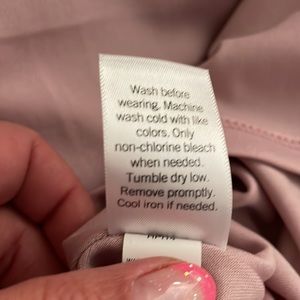 Wash before
wearing. Machine
wash cold with like
colors. Only
non-chlorine bleach
when needed.
Tumble dry low.
Remove promptly.
Cool iron if needed.